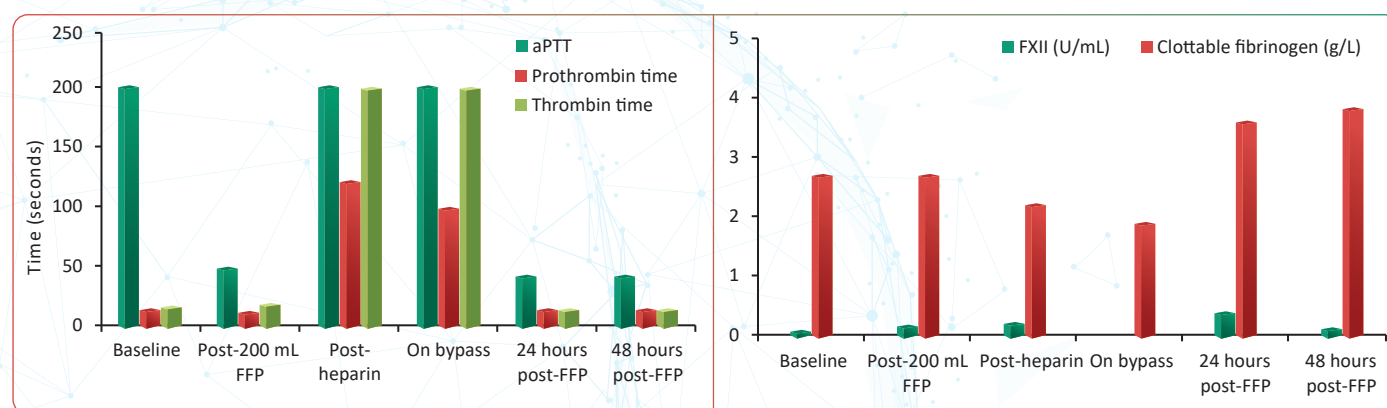 250
200
150
100
50
0
Time (seconds)
aPTT
Prothrombin time
Thrombin time
Baseline
Post-200 mL
FFP
Post-
heparin
On bypass
24 hours
post-FFP
48 hours
post-FFP
5
4
3
2
1
0
FXII (U/mL)
Clottable fibrinogen (g/L)
Baseline
Post-200 mL
FFP
Post-heparin
On bypass
24 hours
post-FFP
48 hours
post-FFP